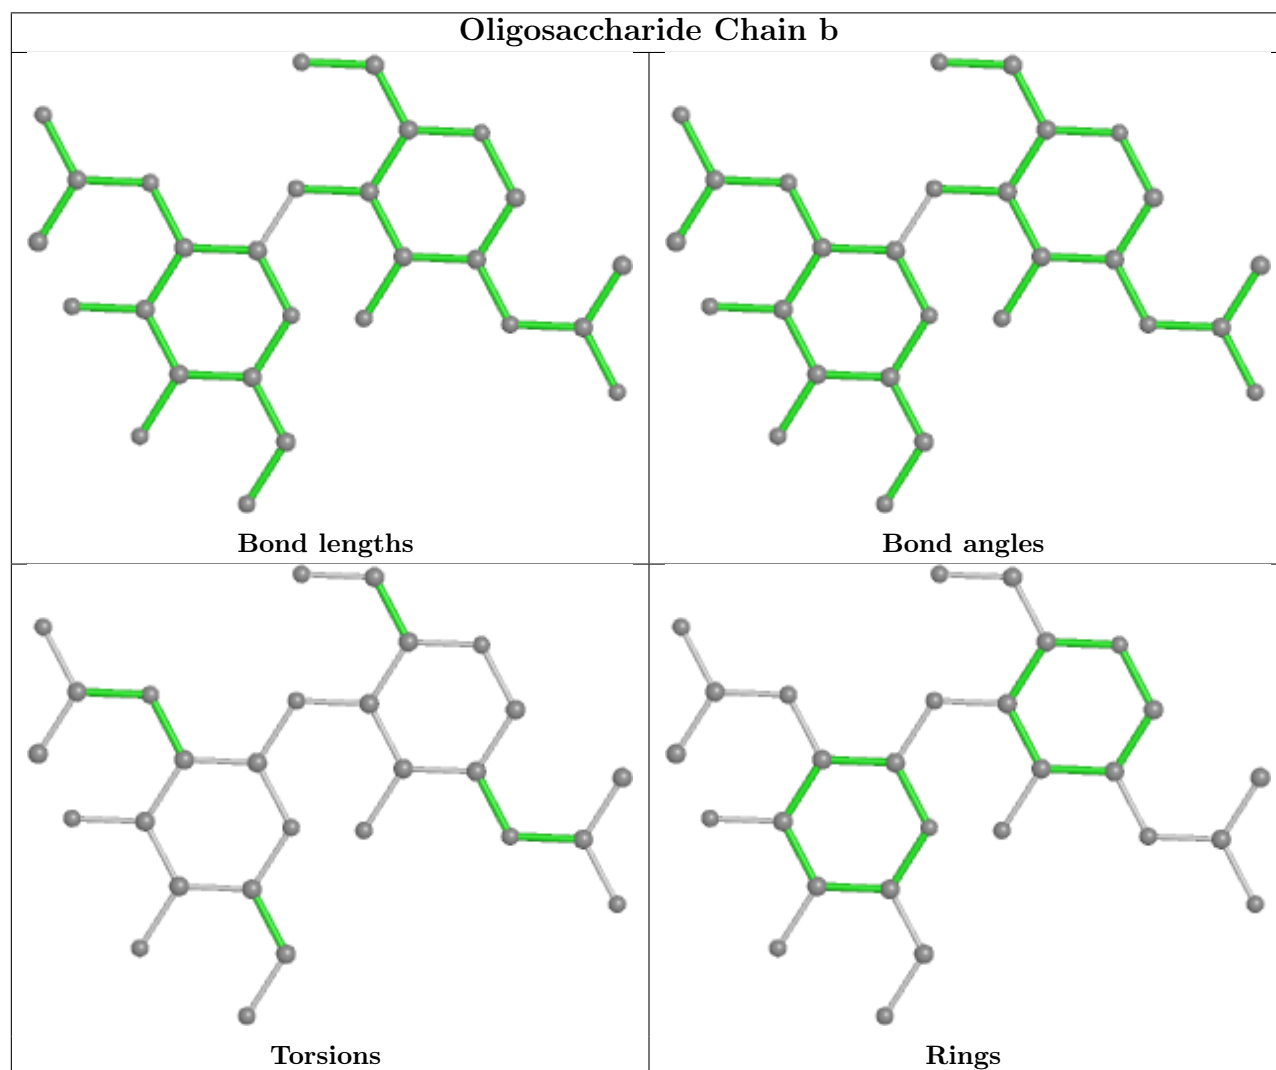 Oligosaccharide Chain b
Bond lengths
Bond angles
Torsions
Rings